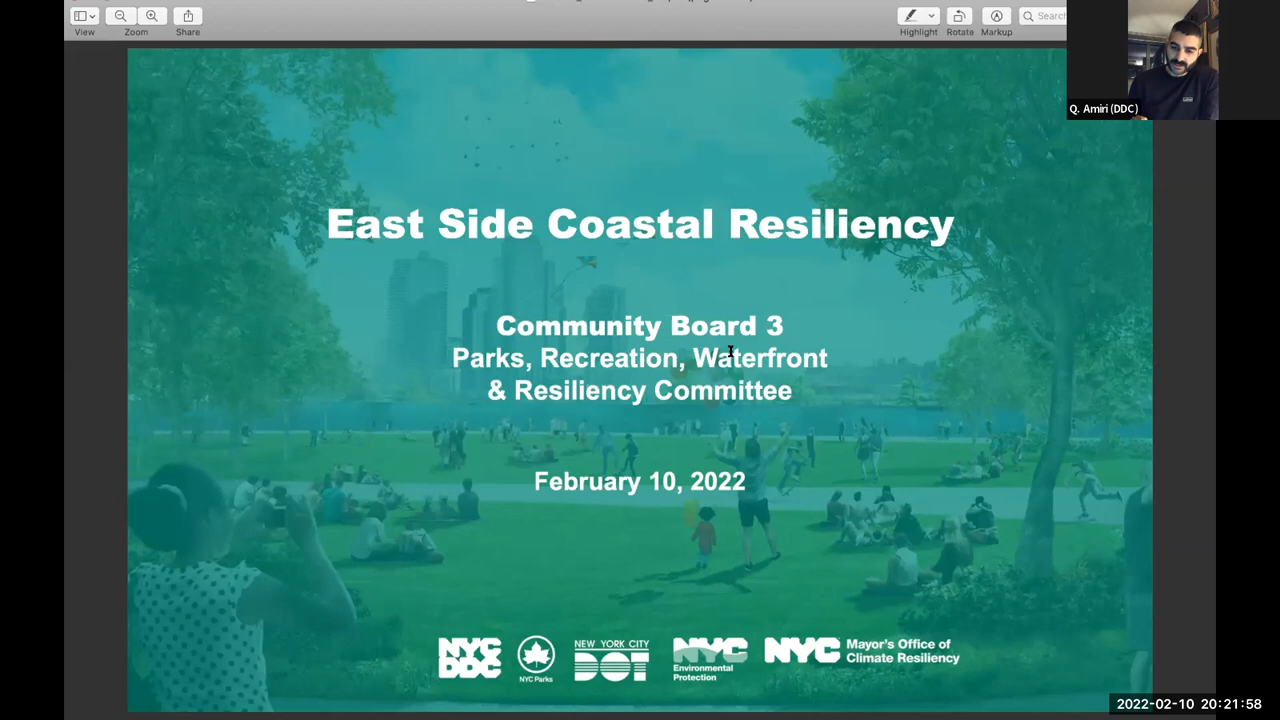 View
Zoom
Share
Highlight
Rotate
Markup
Search
Q. Amiri (DDC)
East Side Coastal Resiliency
Community Board 3
Parks, Recreation, Waterfront
& Resiliency Committee
February 10, 2022
NYC
DDC
NYC Parks
NEW YORK CITY
DOT
NYC
Environmental
Protection
NYC
Mayor's Office of
Climate Resiliency
2022-02-10 20:21:58